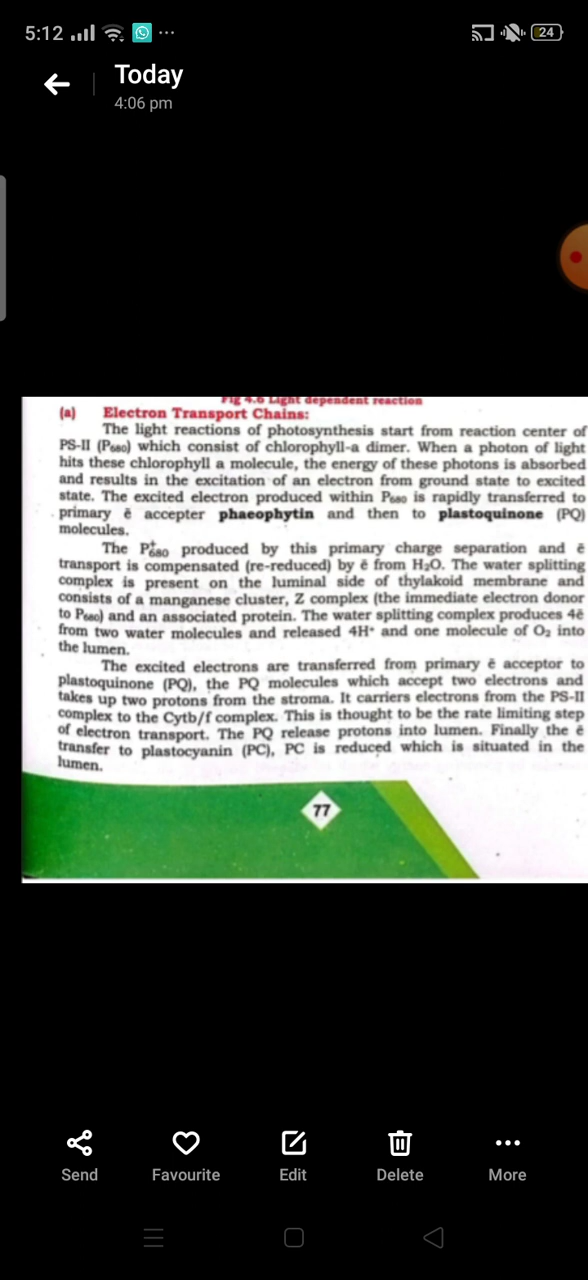 5:12
24
Today
4:06 pm
Fig 4.6 Light dependent reaction
(a) Electron Transport Chains:
The light reactions of photosynthesis start from reaction center of
PS-II (P₆₈₀) which consist of chlorophyll-a dimer. When a photon of light
hits these chlorophyll a molecule, the energy of these photons is absorbed
and results in the excitation of an electron from ground state to excited
state. The excited electron produced within P₆₈₀ is rapidly transferred to
primary ē accepter phaeophytin and then to plastoquinone (PQ)
molecules.
The P⁺₆₈₀ produced by this primary charge separation and ē
transport is compensated (re-reduced) by ē from H₂O. The water splitting
complex is present on the luminal side of thylakoid membrane and
consists of a manganese cluster, Z complex (the immediate electron donor
to P₆₈₀) and an associated protein. The water splitting complex produces 4ē
from two water molecules and released 4H⁺ and one molecule of O₂ into
the lumen.
The excited electrons are transferred from primary ē acceptor to
plastoquinone (PQ), the PQ molecules which accept two electrons and
takes up two protons from the stroma. It carriers electrons from the PS-II
complex to the Cytb/f complex. This is thought to be the rate limiting step
of electron transport. The PQ release protons into lumen. Finally the ē
transfer to plastocyanin (PC), PC is reduced which is situated in the
lumen.
77
Send Favourite Edit Delete More